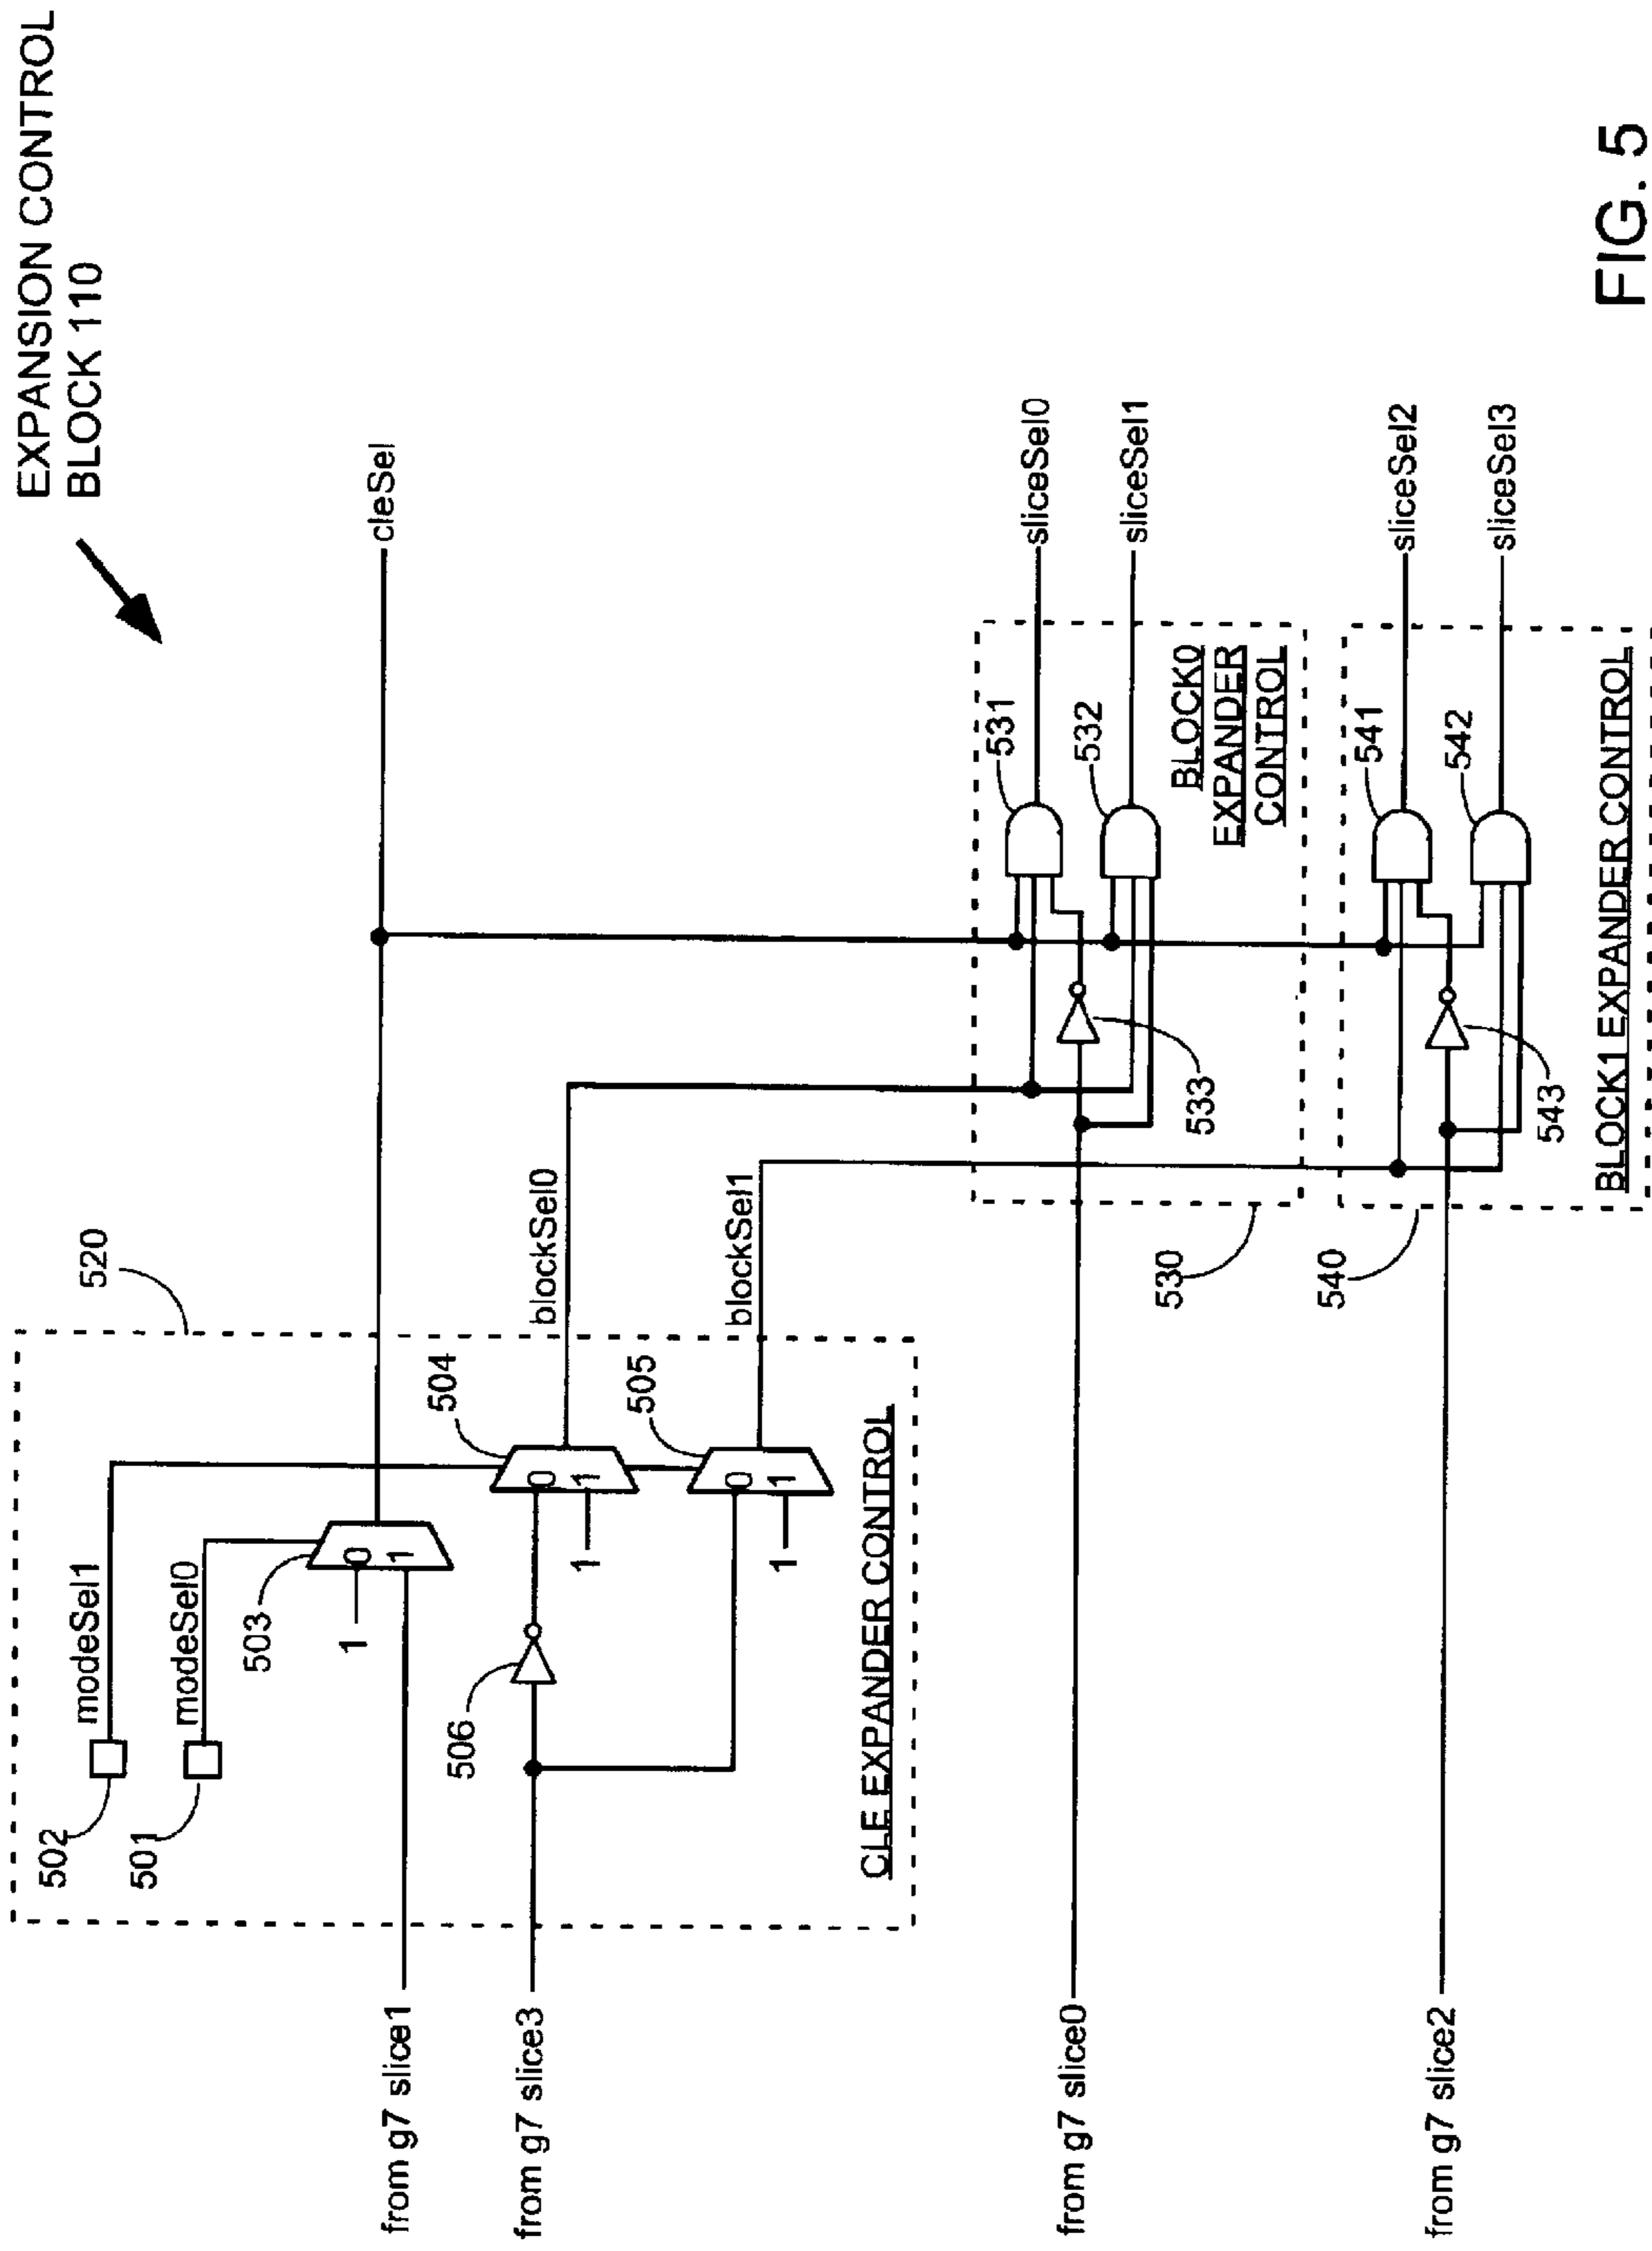 EXPANSION CONTROL
BLOCK 110
520
502
modeSel1
501
modeSel0
503
1
0
1
cleSel
from g7 slice1
504
506
0
1
1
blockSel0
from g7 slice3
505
0
1
1
blockSel1
CLE EXPANDER CONTROL
531
sliceSel0
532
sliceSel1
from g7 slice0
533
530
BLOCK0
EXPANDER
CONTROL
541
sliceSel2
542
sliceSel3
from g7 slice2
543
540
BLOCK1 EXPANDER CONTROL
FIG. 5